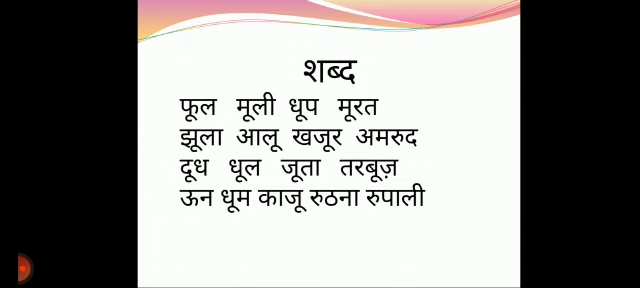 शब्द
फूल मूली धूप मूरत
झूला आलू खजूर अमरुद
दूध धूल जूता तरबूज़
ऊन धूम काजू रुठना रुपाली